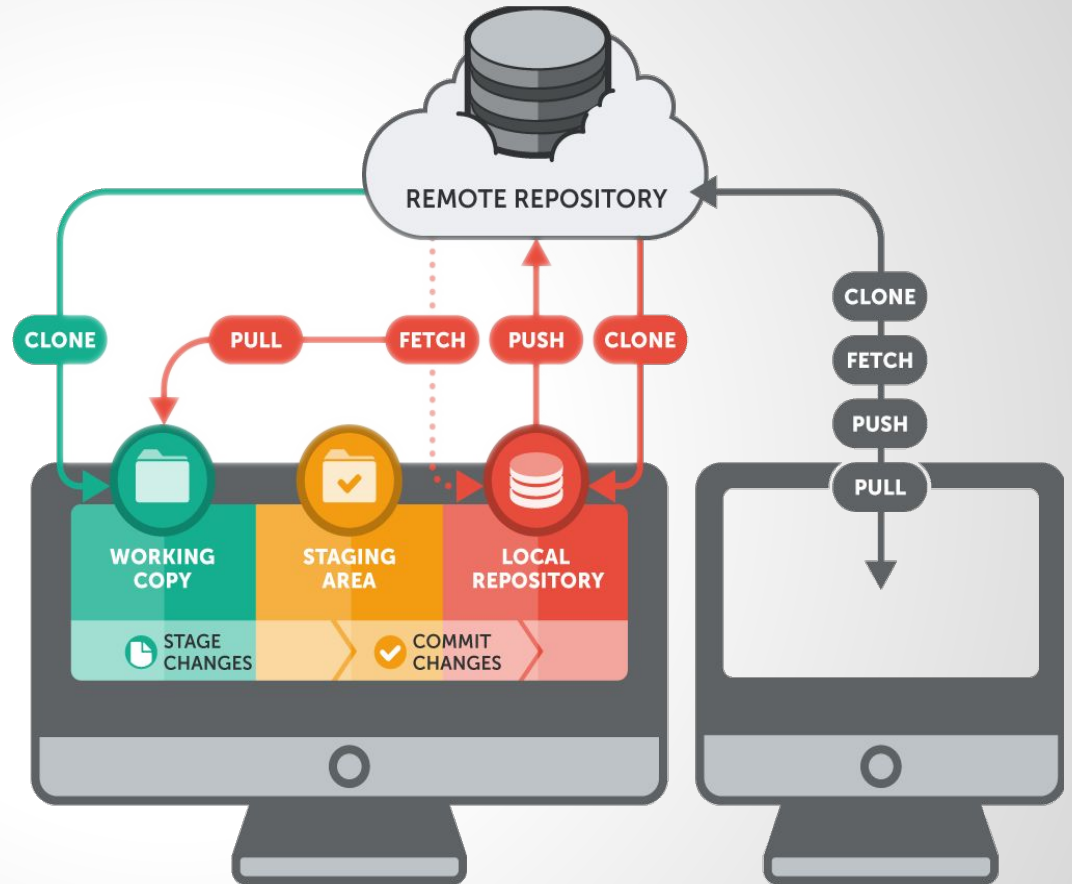 REMOTE REPOSITORY
CLONE
PULL
FETCH
PUSH
CLONE
CLONE
FETCH
PUSH
PULL
WORKING
COPY
STAGING
AREA
LOCAL
REPOSITORY
STAGE
CHANGES
COMMIT
CHANGES